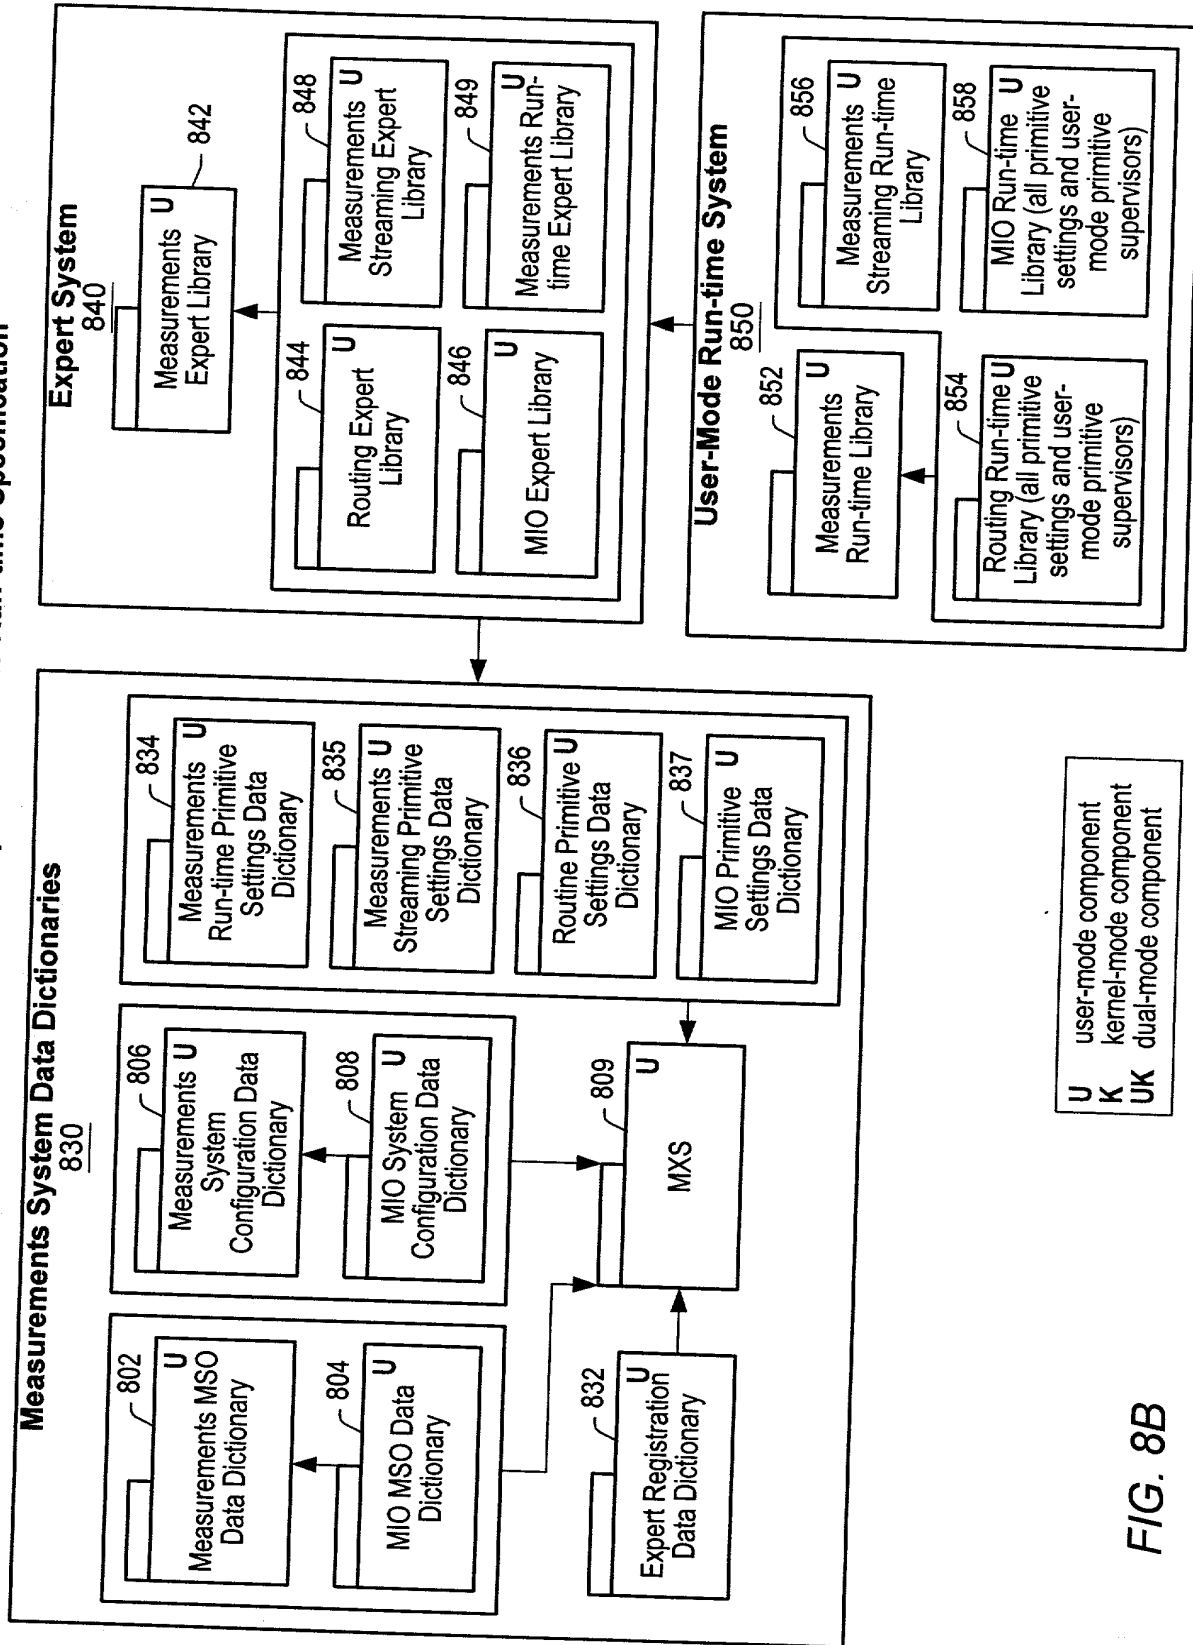 Run-time Specification
Measurements System Data Dictionaries
830
802
Measurements MSO
Data Dictionary
U
804
MIO MSO Data
Dictionary
U
806
Measurements
System
Configuration Data
Dictionary
U
808
MIO System
Configuration Data
Dictionary
U
832
Expert Registration
Data Dictionary
U
809
MXS
U
834
Measurements
Run-time Primitive
Settings Data
Dictionary
U
835
Measurements
Streaming Primitive
Settings Data
Dictionary
U
836
Routine Primitive
Settings Data
Dictionary
U
837
MIO Primitive
Settings Data
Dictionary
U
Expert System
840
842
Measurements
Expert Library
U
844
Routing Expert
Library
U
846
MIO Expert Library
U
848
Measurements
Streaming Expert
Library
U
849
Measurements Run-
time Expert Library
U
User-Mode Run-time System
850
852
Measurements
Run-time Library
U
854
Routing Run-time
Library (all primitive
settings and user-
mode primitive
supervisors)
U
856
Measurements
Streaming Run-time
Library
U
858
MIO Run-time
Library (all primitive
settings and user-
mode primitive
supervisors)
U
U user-mode component
K kernel-mode component
UK dual-mode component
FIG. 8B